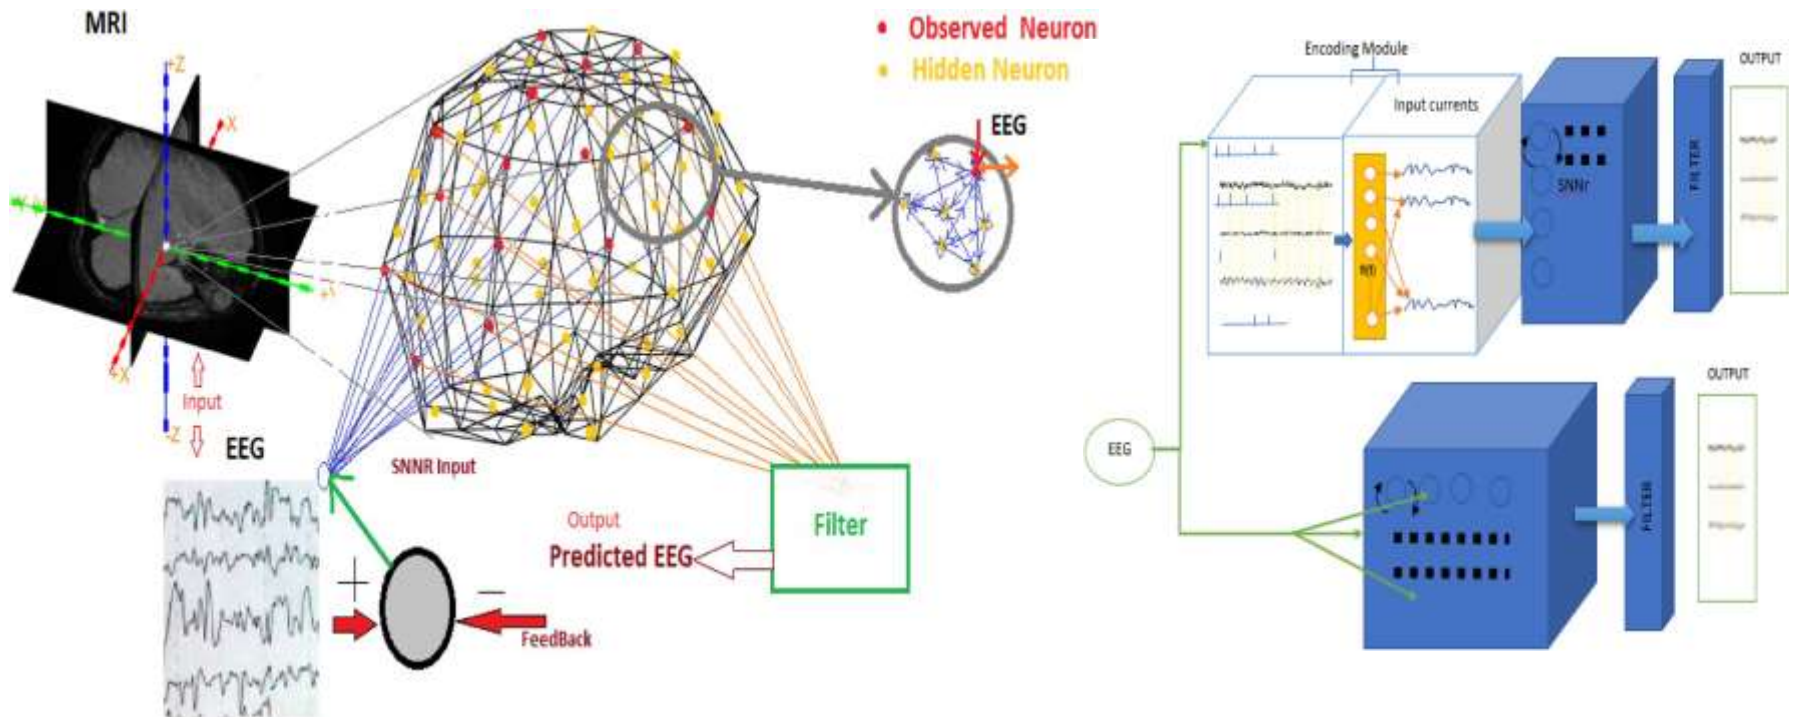 MRI
Observed Neuron
Hidden Neuron
+Z
-X
EEG
+X
-Z
Input
EEG
SNNR Input
Output
Predicted EEG
Filter
FeedBack
Encoding Module
Input currents
SNNr
FILTER
OUTPUT
EEG
FILTER
OUTPUT